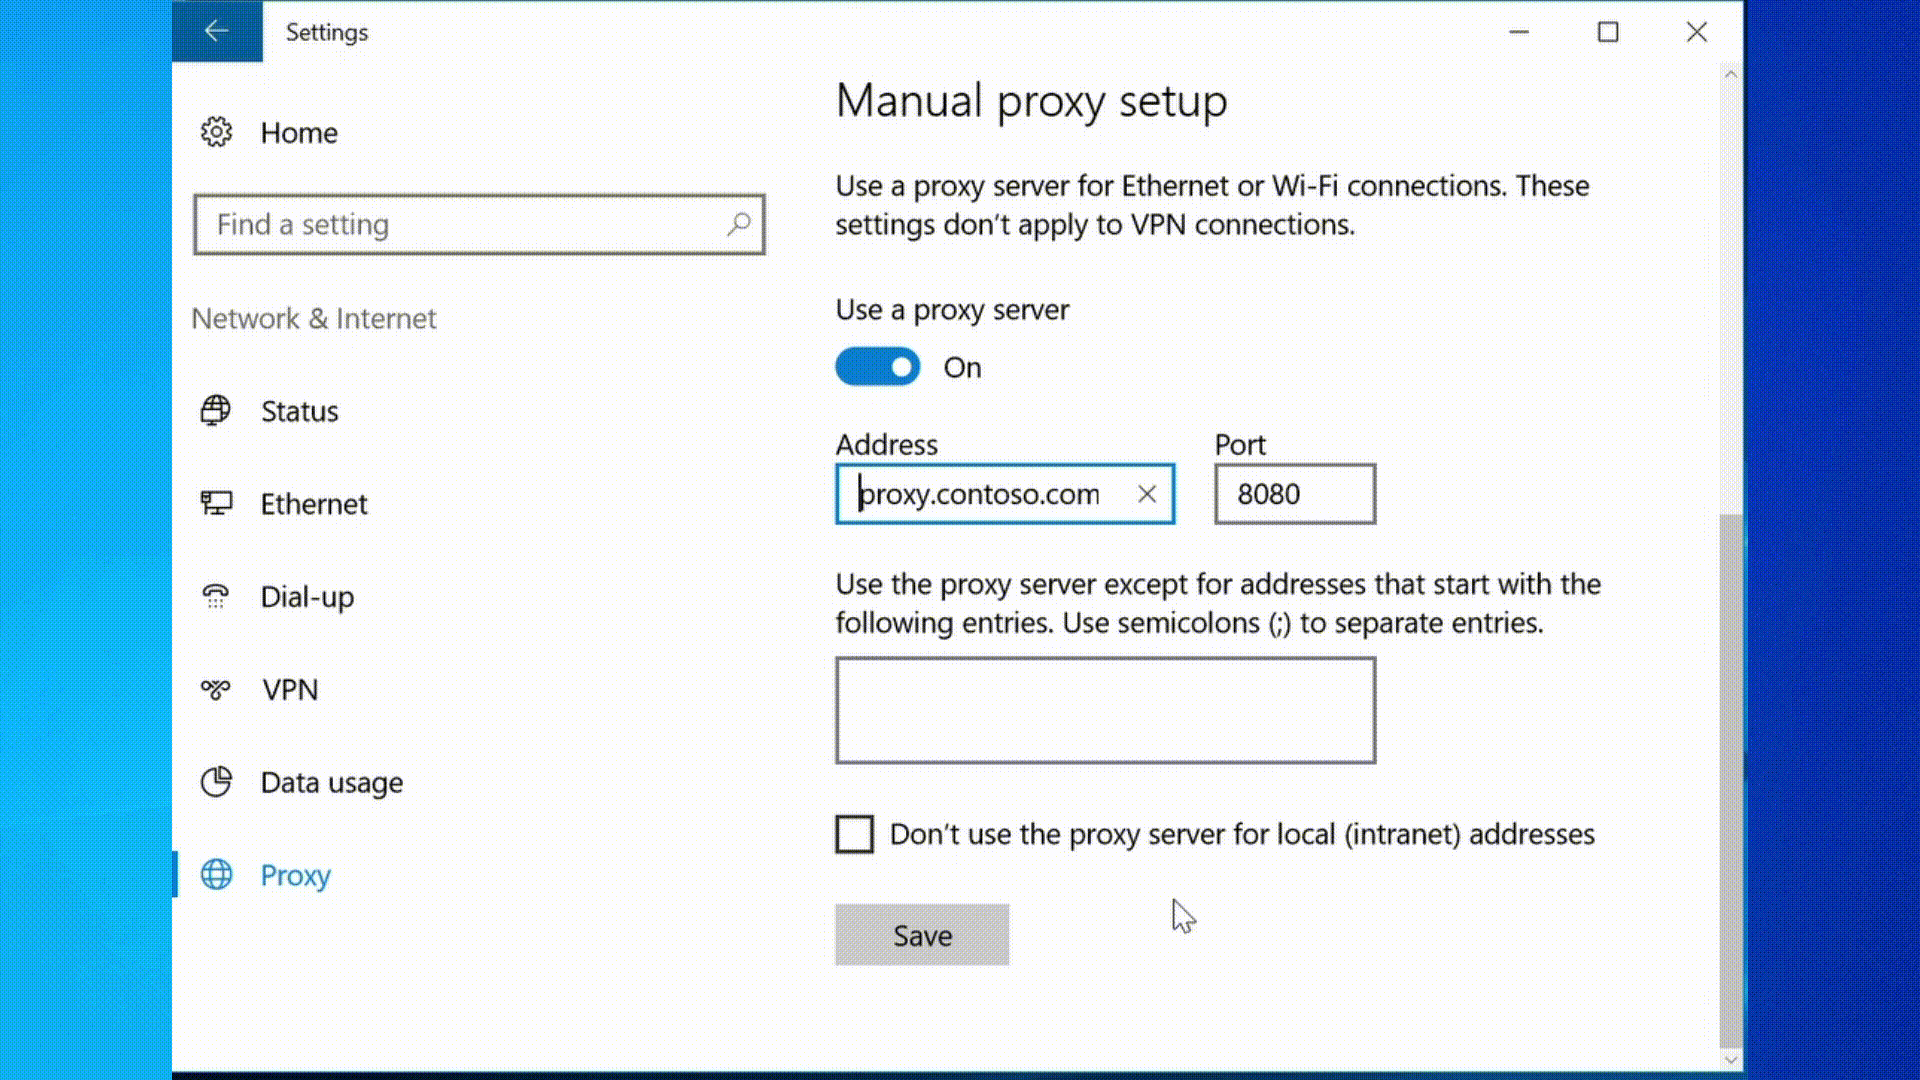 Settings
Home
Find a setting
Network & Internet
Status
Ethernet
Dial-up
VPN
Data usage
Proxy
Manual proxy setup
Use a proxy server for Ethernet or Wi-Fi connections. These
settings don't apply to VPN connections.
Use a proxy server
On
Address Port
proxy.contoso.com 8080
Use the proxy server except for addresses that start with the
following entries. Use semicolons (;) to separate entries.
Don't use the proxy server for local (intranet) addresses
Save